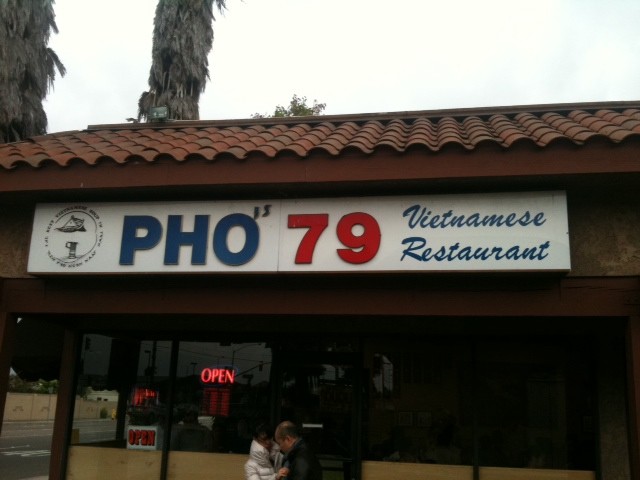 PHO's 79
Vietnamese
Restaurant
OPEN
OPEN